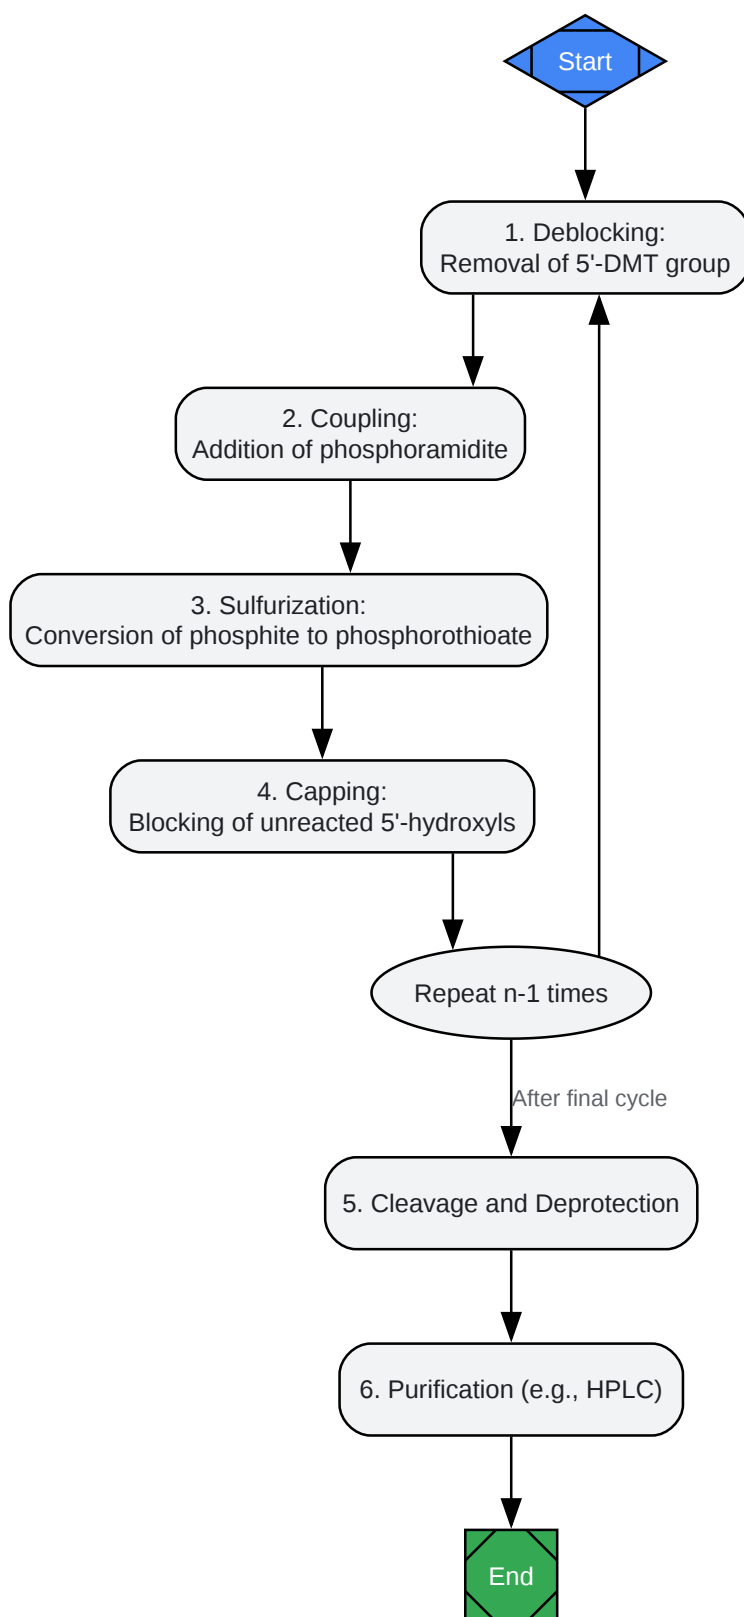 Start
1. Deblocking:
Removal of 5'-DMT group
2. Coupling:
Addition of phosphoramidite
3. Sulfurization:
Conversion of phosphite to phosphorothioate
4. Capping:
Blocking of unreacted 5'-hydroxyls
Repeat n-1 times
After final cycle
5. Cleavage and Deprotection
6. Purification (e.g., HPLC)
End